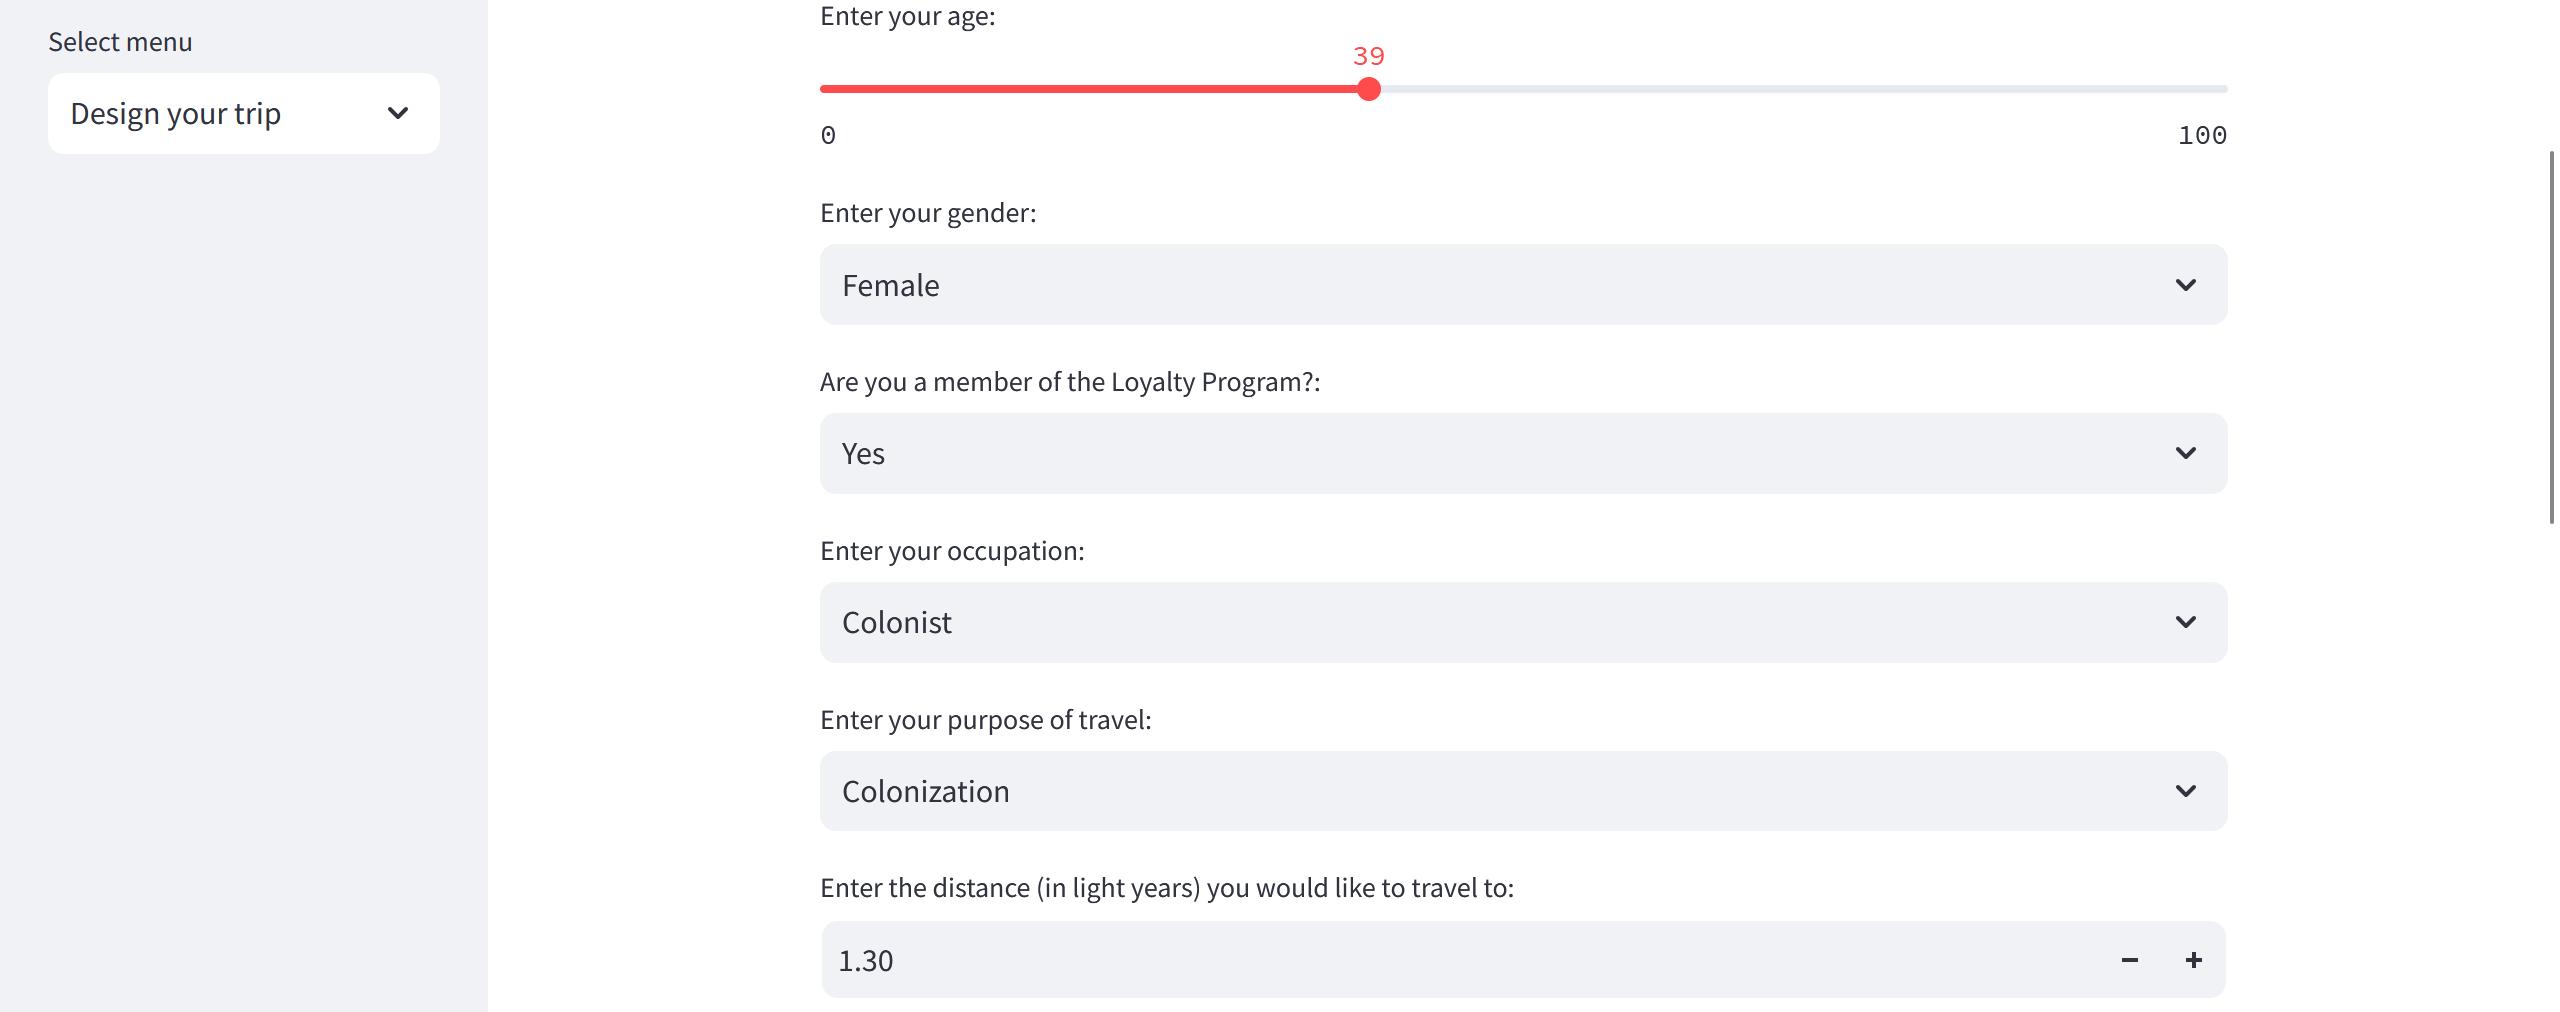 Select menu
Design your trip
Enter your age:
39
0
100
Enter your gender:
Female
Are you a member of the Loyalty Program?:
Yes
Enter your occupation:
Colonist
Enter your purpose of travel:
Colonization
Enter the distance (in light years) you would like to travel to:
1.30